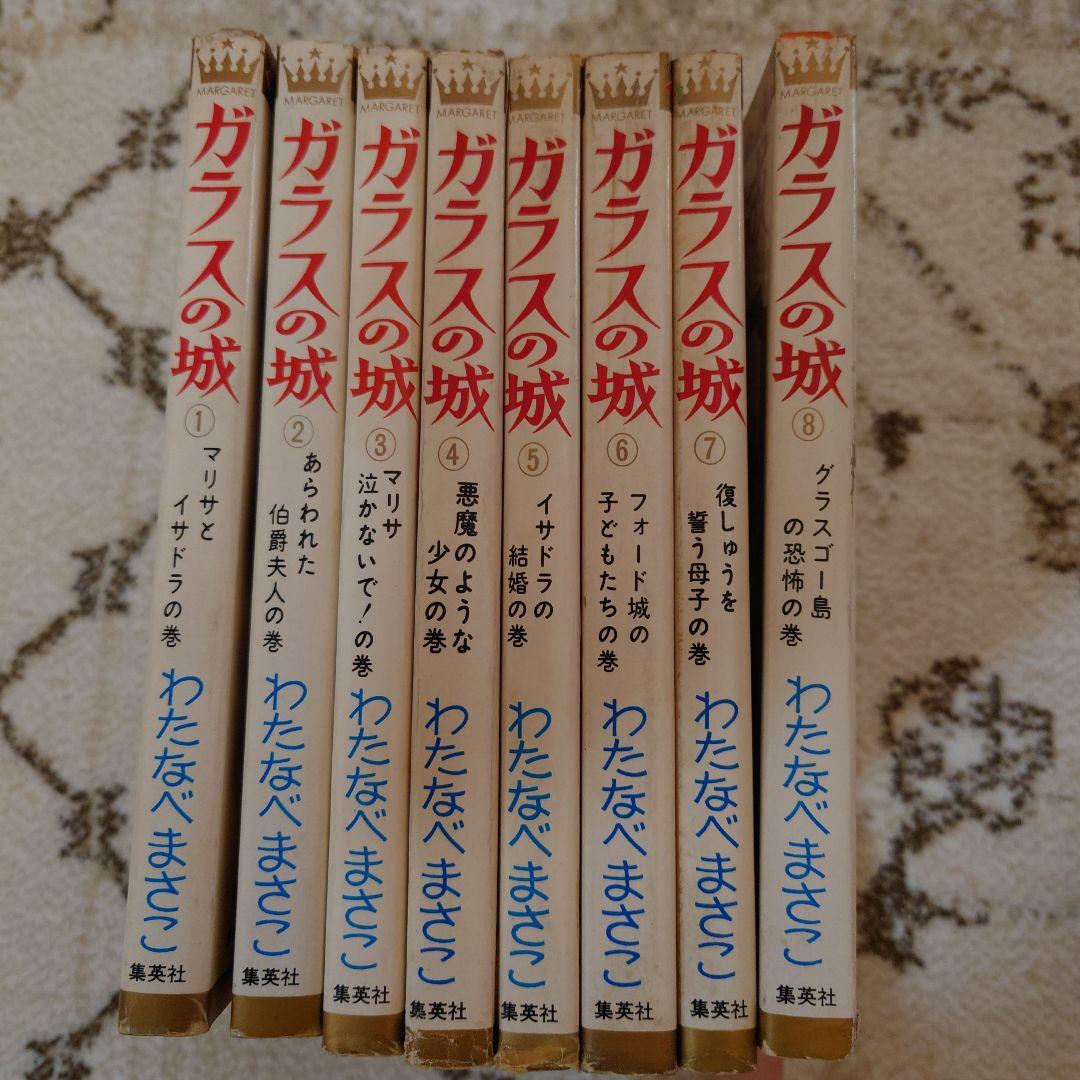 MARGARET
ガラスの城
①
マリサと
イサドラの巻
わたなべまさこ
集英社
MARGARET
ガラスの城
②
あらわれた
伯爵夫人の巻
わたなべまさこ
集英社
MARGARET
ガラスの城
③
マリサ
泣かないで!の巻
わたなべまさこ
集英社
MARGARET
ガラスの城
④
悪魔のような
少女の巻
わたなべまさこ
集英社
MARGARET
ガラスの城
⑤
イサドラの
結婚の巻
わたなべまさこ
集英社
MARGARET
ガラスの城
⑥
フォード城の
子どもたちの巻
わたなべまさこ
集英社
MARGARET
ガラスの城
⑦
復しゅうを
誓う母子の巻
わたなべまさこ
集英社
MARGARET
ガラスの城
⑧
グラスゴー島
の恐怖の巻
わたなべまさこ
集英社